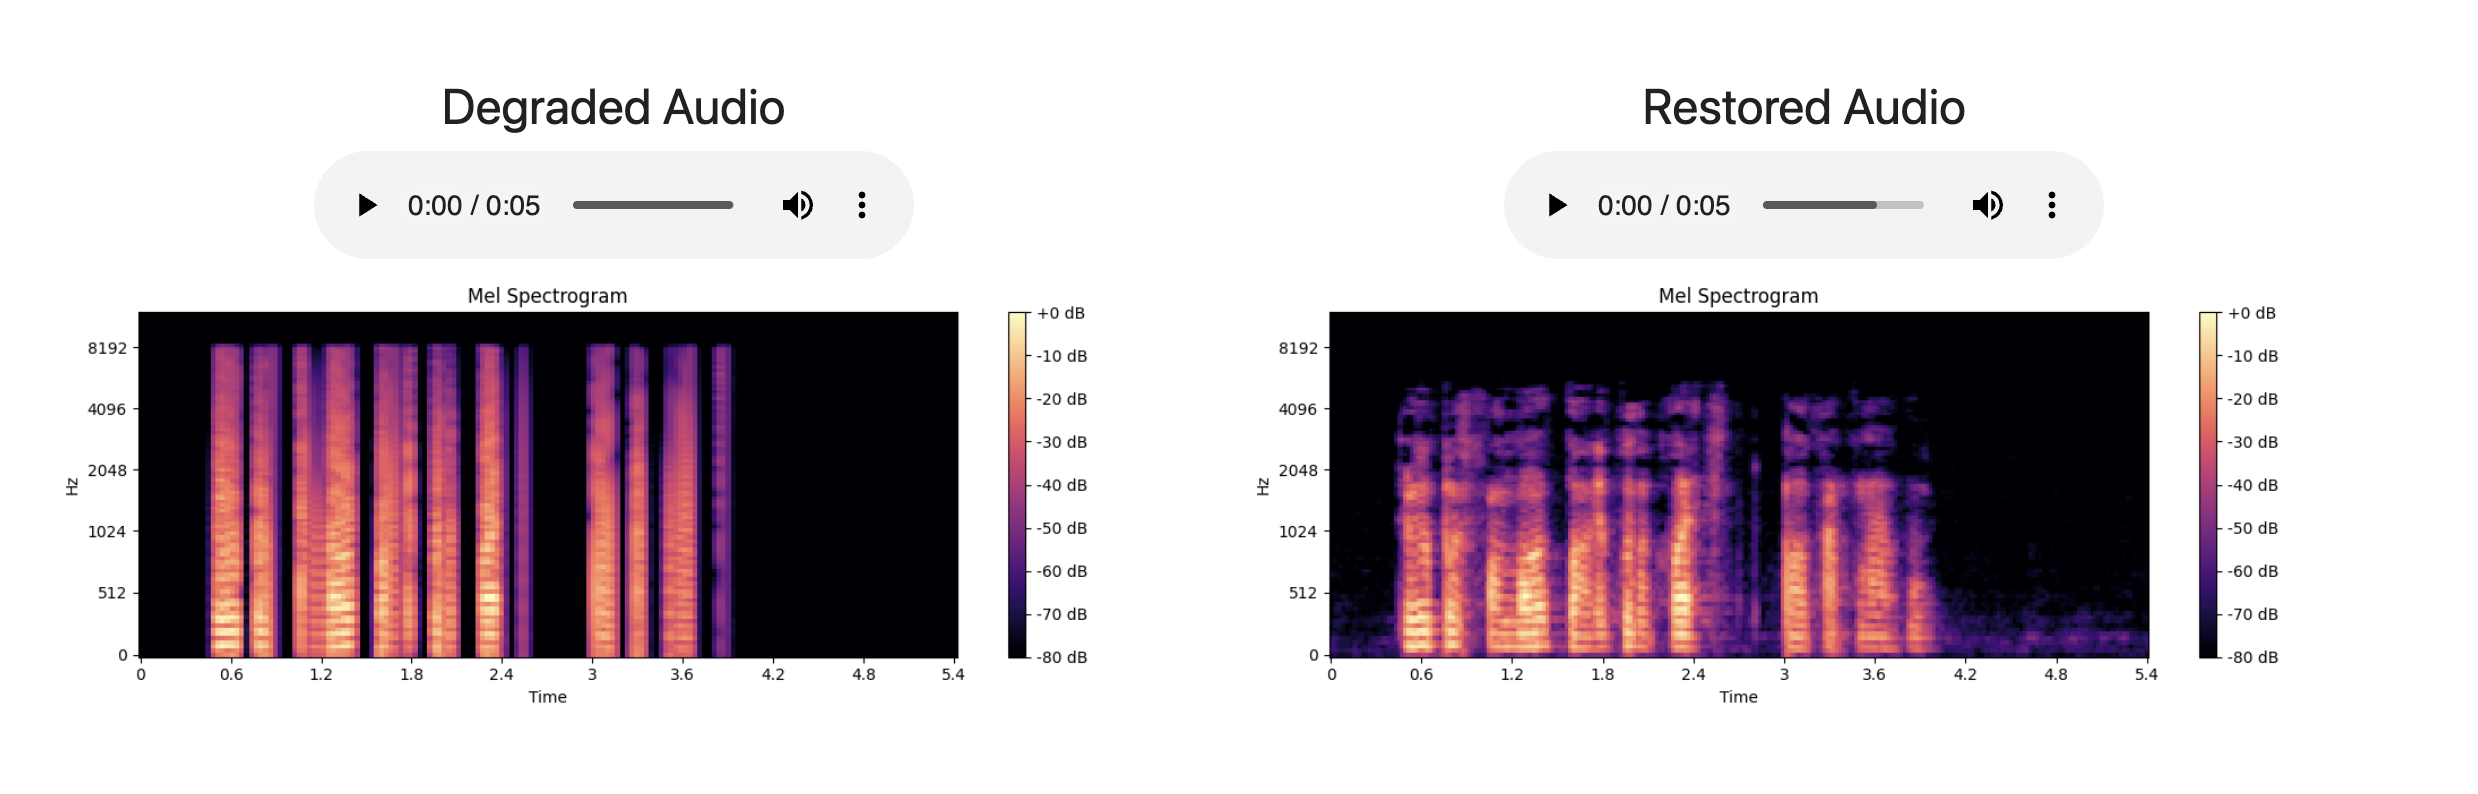 Degraded Audio
0:00 / 0:05
Mel Spectrogram
8192
4096
2048
1024
512
0
Hz
0
0.6
1.2
1.8
2.4
3
3.6
4.2
4.8
5.4
Time
+0 dB
-10 dB
-20 dB
-30 dB
-40 dB
-50 dB
-60 dB
-70 dB
-80 dB
Restored Audio
0:00 / 0:05
Mel Spectrogram
8192
4096
2048
1024
512
0
Hz
0
0.6
1.2
1.8
2.4
3
3.6
4.2
4.8
5.4
Time
+0 dB
-10 dB
-20 dB
-30 dB
-40 dB
-50 dB
-60 dB
-70 dB
-80 dB